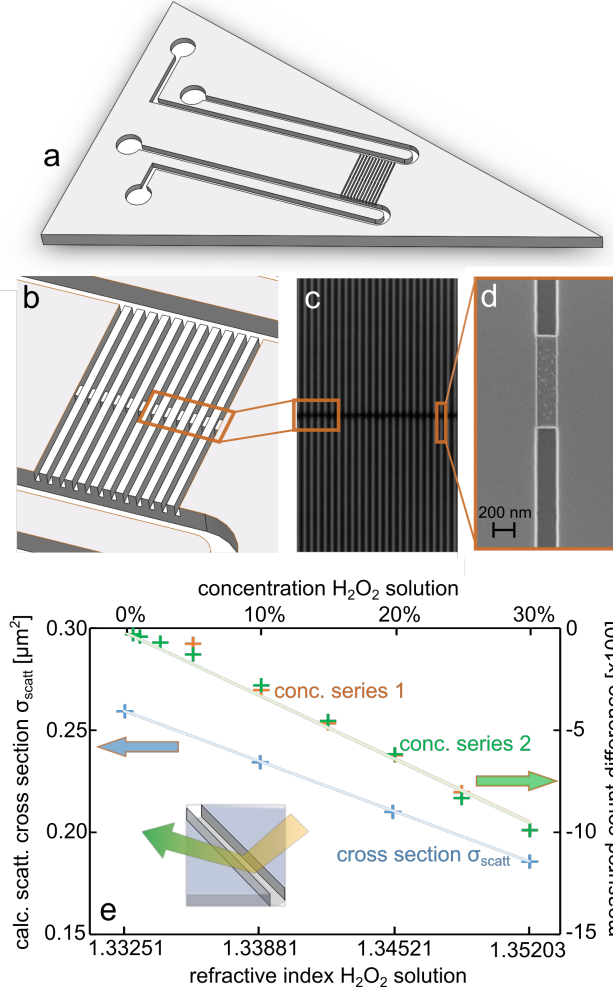 a
b
c
d
200 nm
concentration H₂O₂ solution
0% 10% 20% 30%
0.30
0.25
0.20
0.15
calc. scatt. cross section σscatt [μm²]
0
-5
-10
-15
measured count difference [x100]
conc. series 1
conc. series 2
cross section σscatt
e
1.33251 1.33881 1.34521 1.35203
refractive index H₂O₂ solution